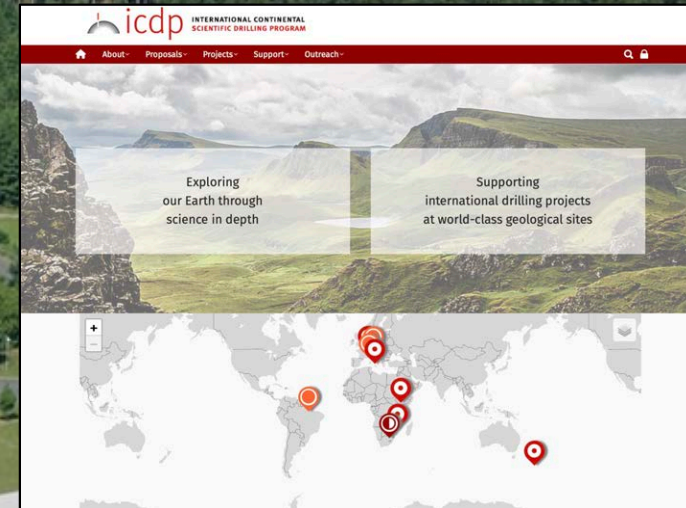 icdp
INTERNATIONAL CONTINENTAL
SCIENTIFIC DRILLING PROGRAM
About
Proposals
Projects
Support
Outreach
Exploring
our Earth through
science in depth
Supporting
international drilling projects
at world-class geological sites
+
−